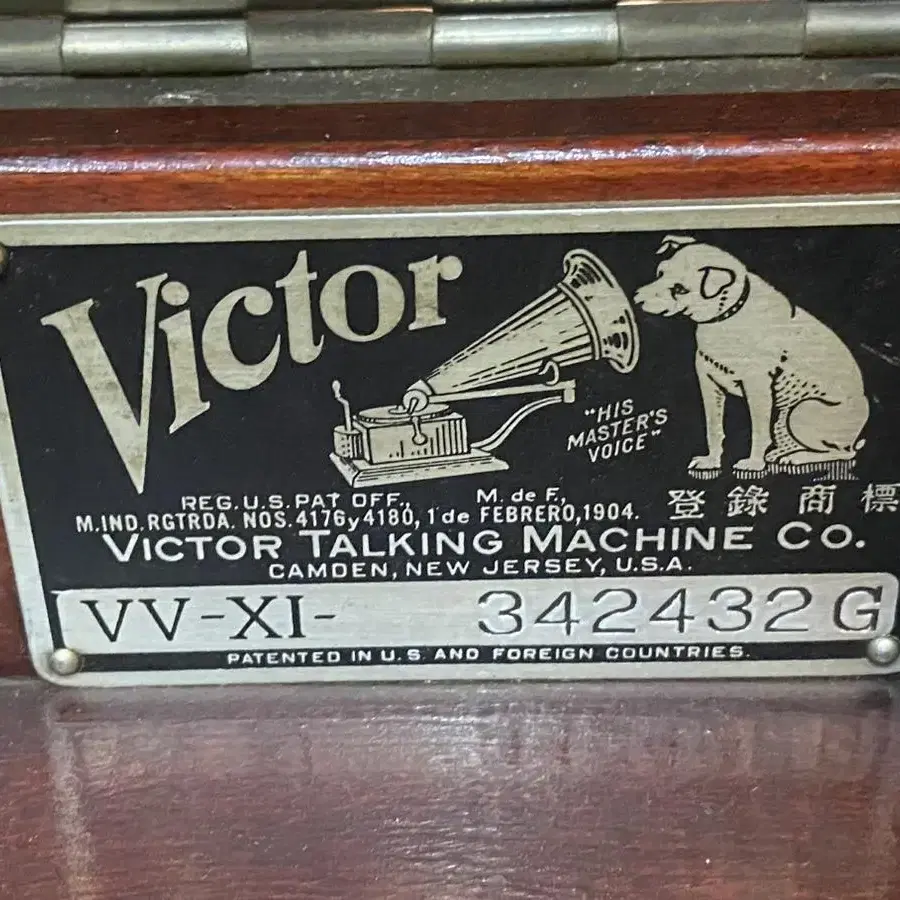 Victor
"HIS
MASTER'S
VOICE"
REG. U.S. PAT OFF., M. de F.,
M.IND. RGTRDA. NOS. 4176 y 4180, 1 de FEBRERO, 1904.
登錄商標
VICTOR TALKING MACHINE CO.
CAMDEN, NEW JERSEY, U.S.A.
VV-XI- 342432 G
PATENTED IN U.S. AND FOREIGN COUNTRIES.